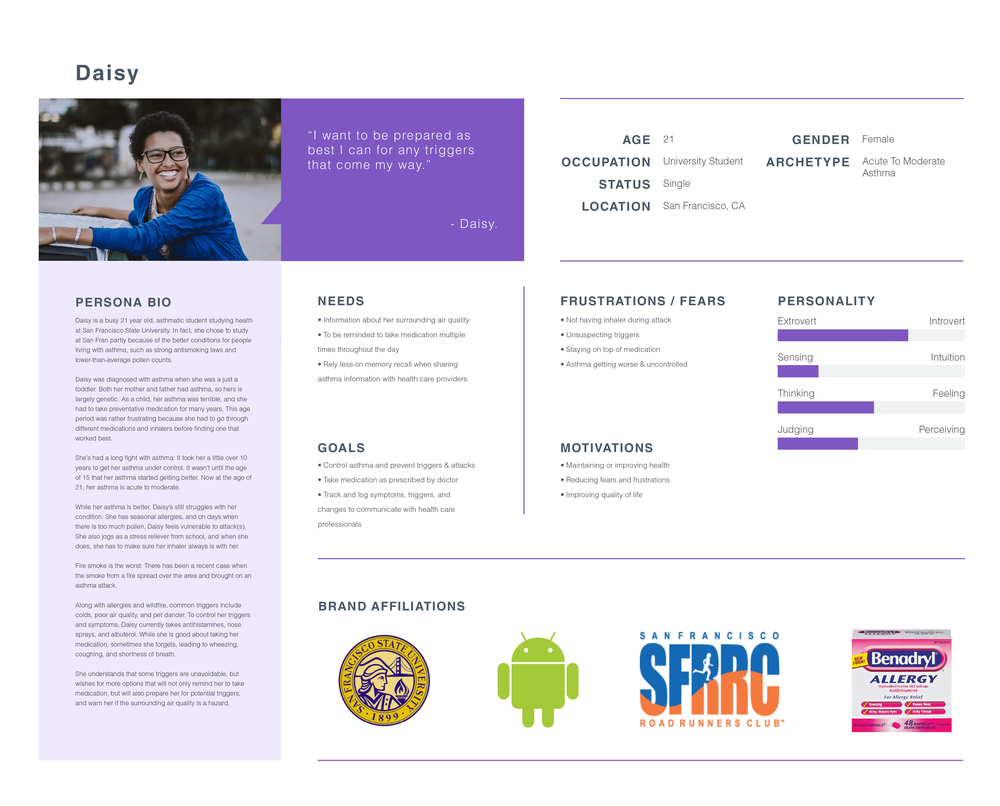 Daisy
“I want to be prepared as
best I can for any triggers
that come my way.”
- Daisy.
AGE 21
OCCUPATION University Student
STATUS Single
LOCATION San Francisco, CA
GENDER Female
ARCHETYPE Acute To Moderate
Asthma
PERSONA BIO
Daisy is a busy 21 year old, asthmatic student studying health
at San Francisco State University. In fact, she chose to study
at San Fran partly because of the better conditions for people
living with asthma, such as strong antismoking laws and
lower-than-average pollen counts.
Daisy was diagnosed with asthma when she was a just a
toddler. Both her mother and father had asthma, so hers is
largely genetic. As a child, her asthma was terrible, and she
had to take preventative medication for many years. This age
period was rather frustrating because she had to go through
different medications and inhalers before finding one that
worked best.
She's had a long fight with asthma: It took her a little over 10
years to get her asthma under control. It wasn't until the age
of 15 that her asthma started getting better. Now at the age of
21, her asthma is acute to moderate.
While her asthma is better, Daisy's still struggles with her
condition. She has seasonal allergies, and on days when
there is too much pollen, Daisy feels vulnerable to attack(s).
She also jogs as a stress reliever from school, and when she
does, she has to make sure her inhaler always is with her.
Fire smoke is the worst: There has been a recent case when
the smoke from a fire spread over the area and brought on an
asthma attack.
Along with allergies and wildfire, common triggers include
colds, poor air quality, and pet dander. To control her triggers
and symptoms, Daisy currently takes antihistamines, nose
sprays, and albuterol. While she is good about taking her
medication, sometimes she forgets, leading to wheezing,
coughing, and shortness of breath.
She understands that some triggers are unavoidable, but
wishes for more options that will not only remind her to take
medication, but will also prepare her for potential triggers,
and warn her if the surrounding air quality is a hazard.
NEEDS
• Information about her surrounding air quality
• To be reminded to take medication multiple
times throughout the day
• Rely less on memory recall when sharing
asthma information with health care providers
GOALS
• Control asthma and prevent triggers & attacks
• Take medication as prescribed by doctor
• Track and log symptoms, triggers, and
changes to communicate with health care
professionals
FRUSTRATIONS / FEARS
• Not having inhaler during attack
• Unsuspecting triggers
• Staying on top of medication
• Asthma getting worse & uncontrolled
MOTIVATIONS
• Maintaining or improving health
• Reducing fears and frustrations
• Improving quality of life
PERSONALITY
Extrovert Introvert
Sensing Intuition
Thinking Feeling
Judging Perceiving
BRAND AFFILIATIONS
SAN FRANCISCO STATE UNIVERSITY
• 1899 •
SAN FRANCISCO
SFRRC
ROAD RUNNERS CLUB™
Benadryl
ALLERGY
Antihistamine
For Allergy Relief
Sneezing
Runny Nose
Itchy, Watery Eyes
Itchy Throat
48